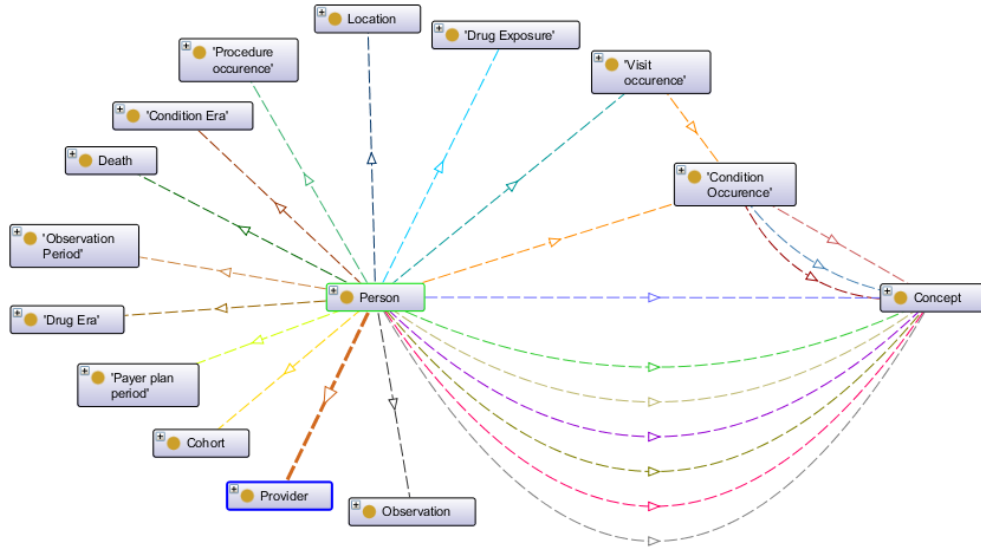 Location
'Drug Exposure'
'Procedure
occurence'
'Visit
occurence'
'Condition Era'
Death
'Condition
Occurence'
'Observation
Period'
Person
Concept
'Drug Era'
'Payer plan
period'
Cohort
Provider
Observation